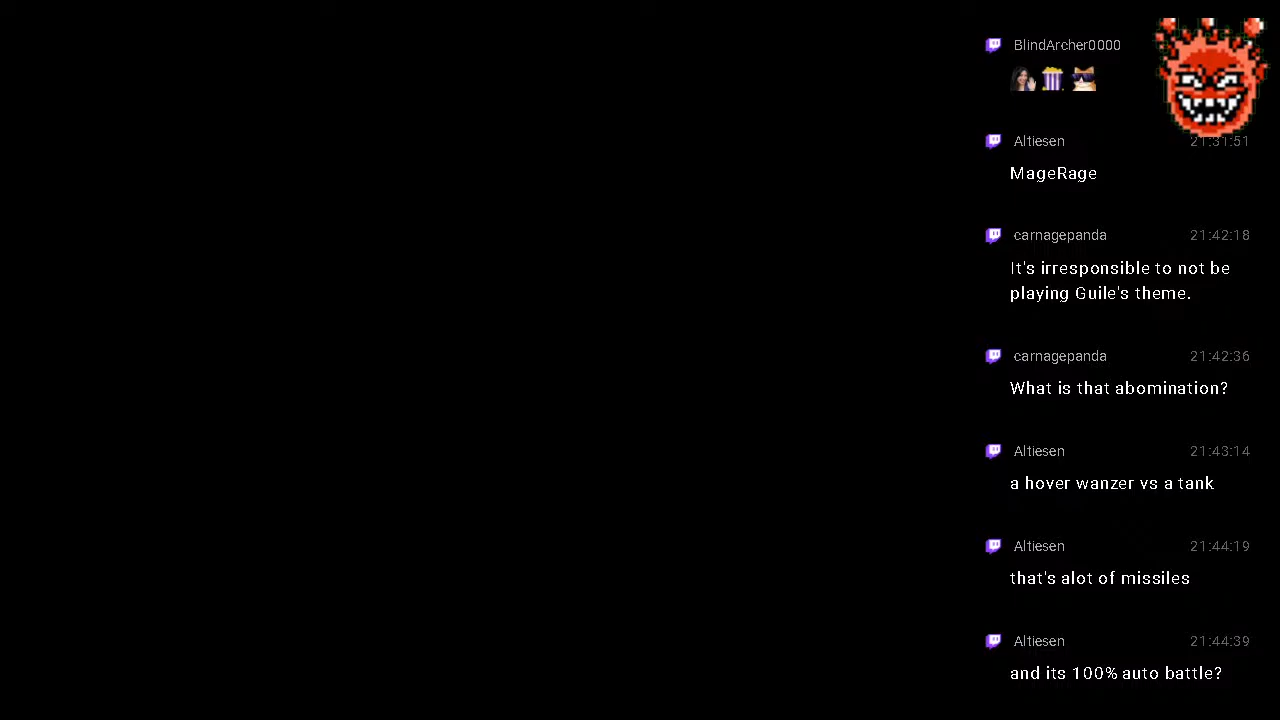 BlindArcher0000
Altiesen 21:31:51
MageRage
carnagepanda 21:42:18
It's irresponsible to not be
playing Guile's theme.
carnagepanda 21:42:36
What is that abomination?
Altiesen 21:43:14
a hover wanzer vs a tank
Altiesen 21:44:19
that's alot of missiles
Altiesen 21:44:39
and its 100% auto battle?